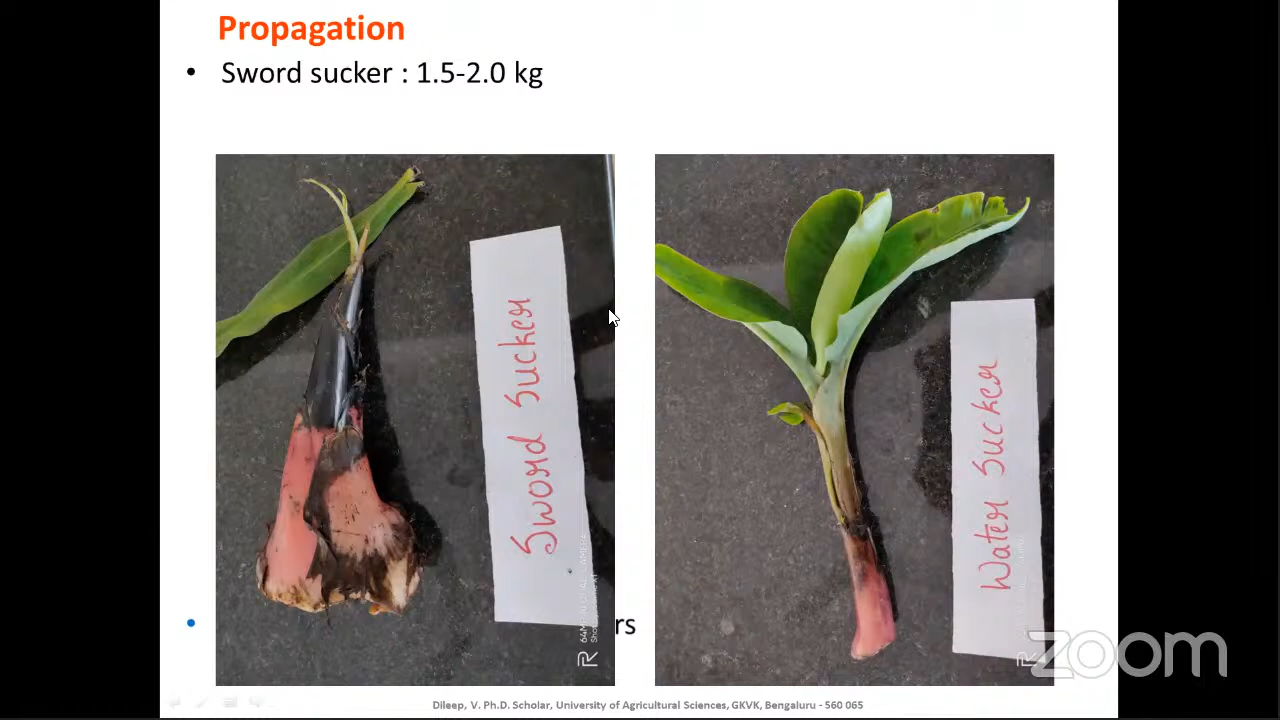 Propagation
• Sword sucker : 1.5-2.0 kg
Sword Sucker
Water Sucker
rs
zoom
Dileep, V. Ph.D. Scholar, University of Agricultural Sciences, GKVK, Bengaluru - 560 065